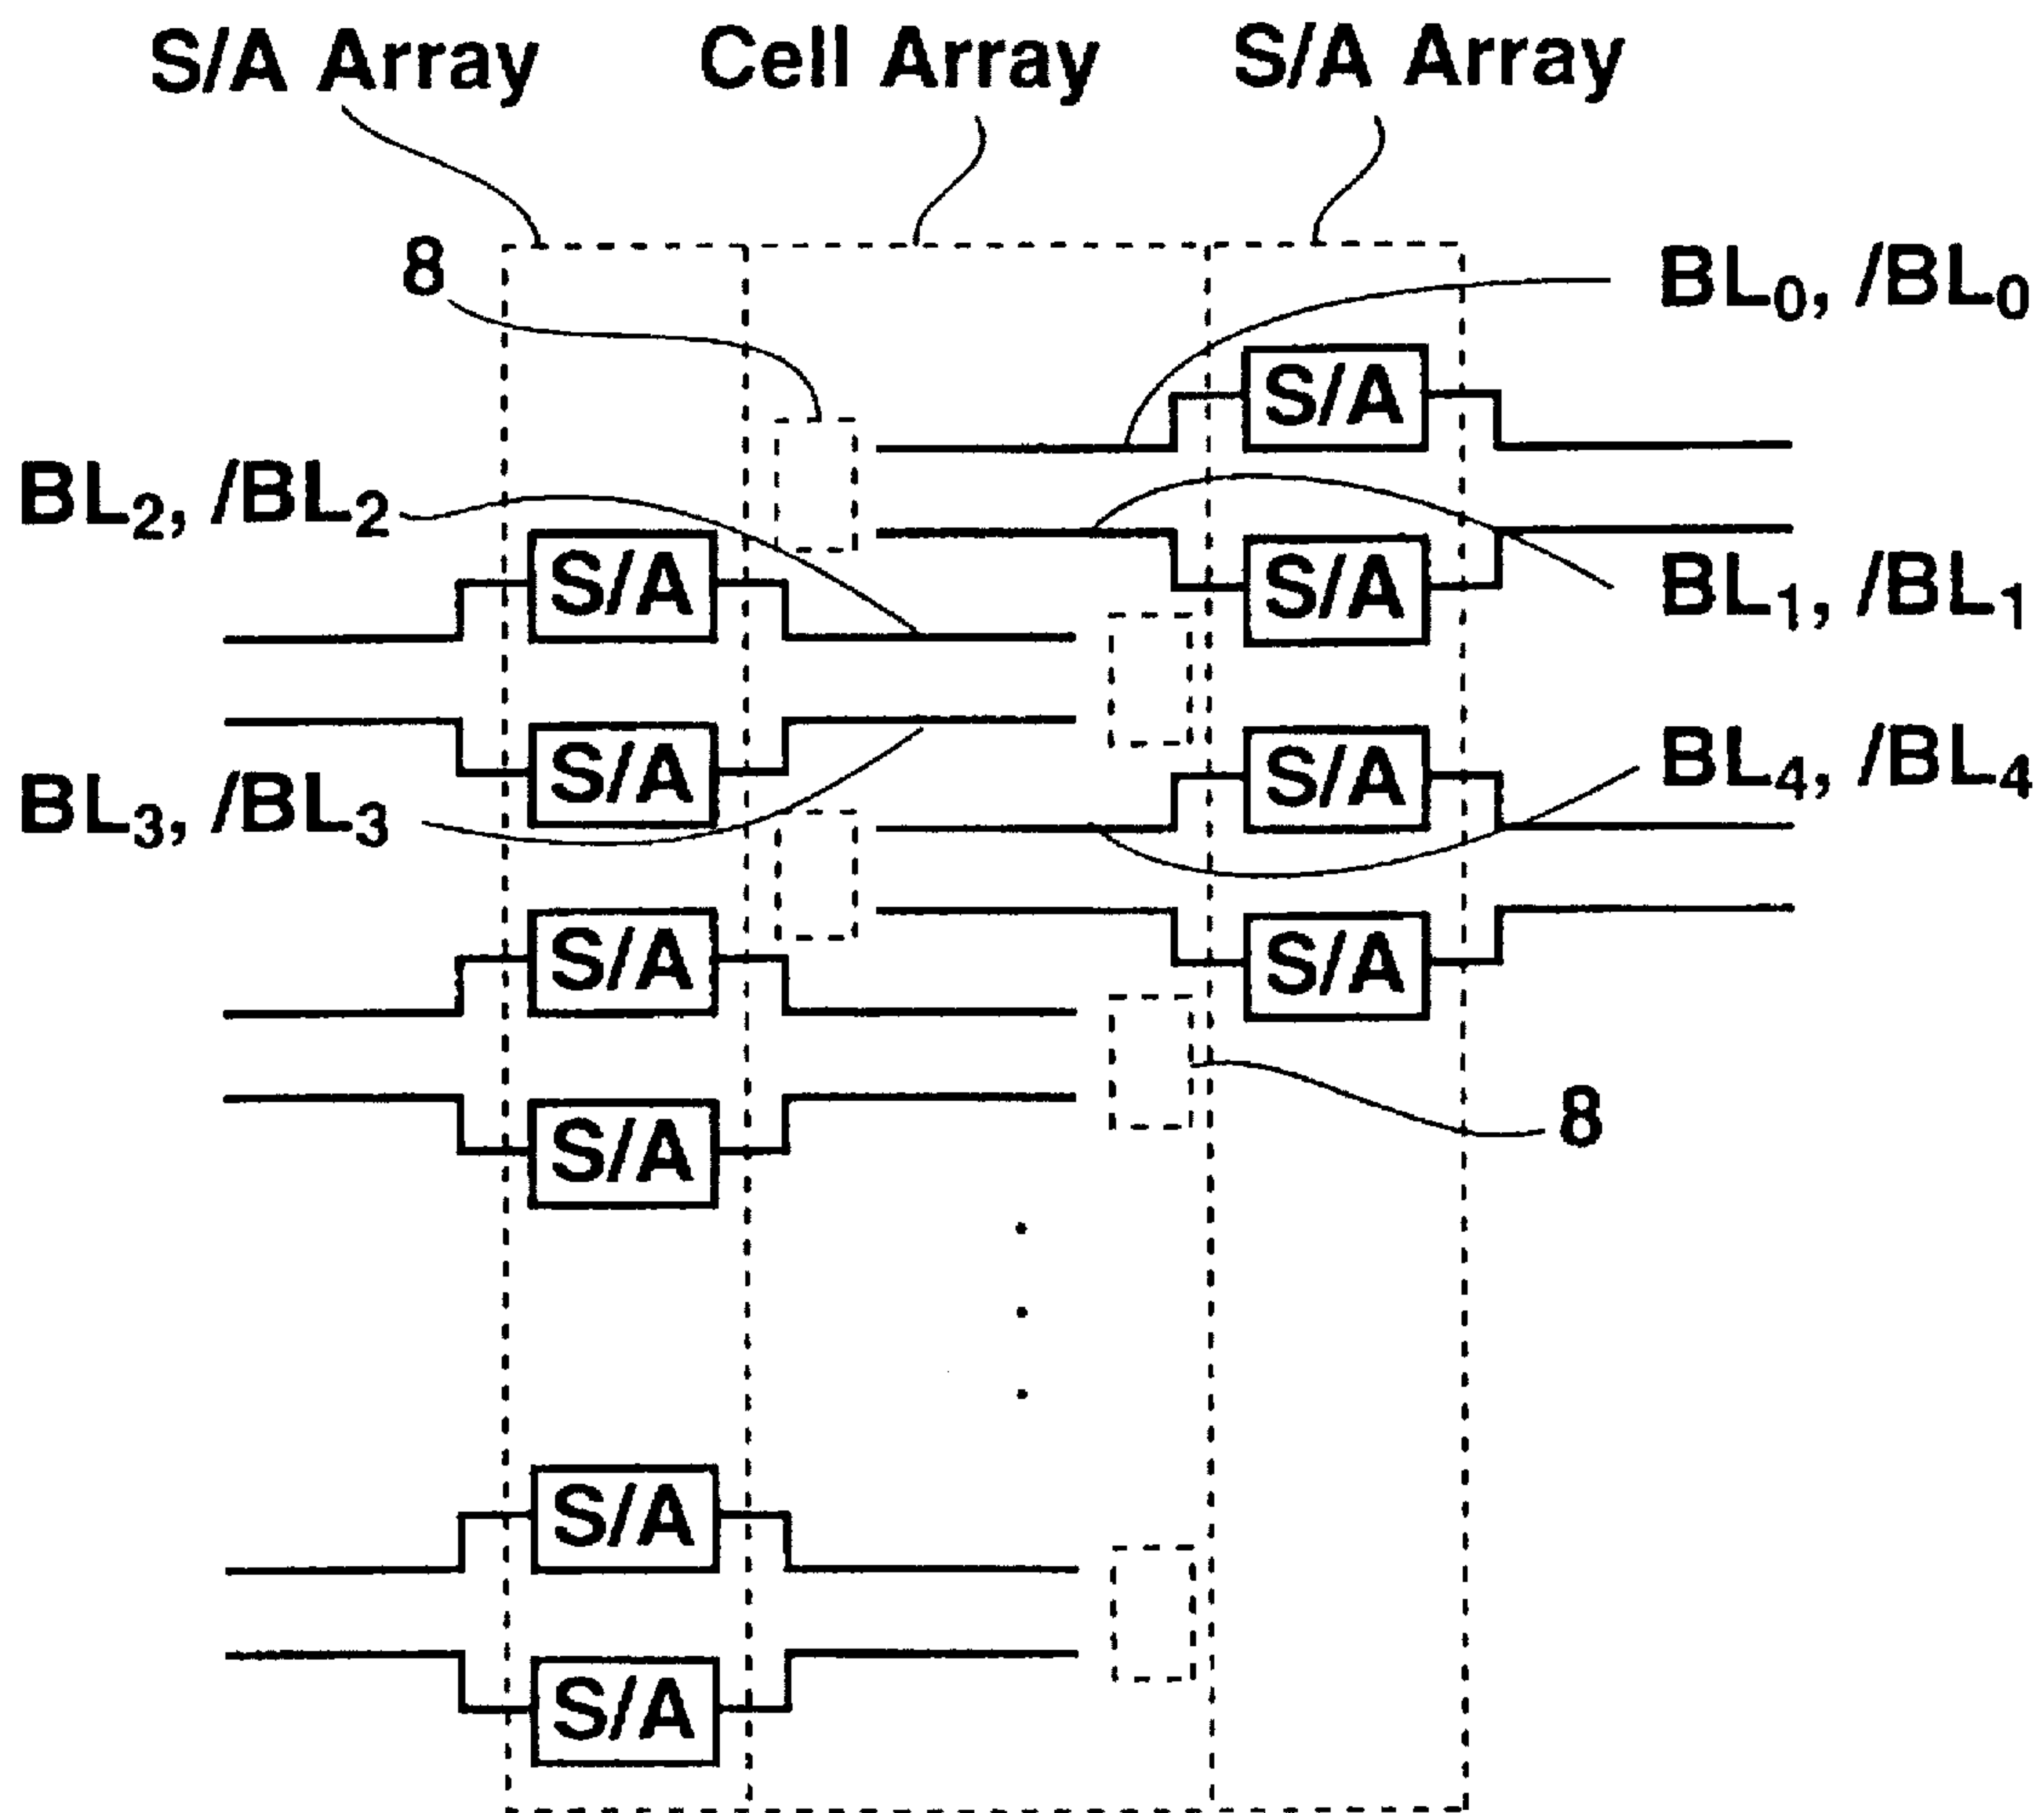 S/A Array Cell Array S/A Array
8
BL0, /BL0
S/A
BL2, /BL2
S/A
S/A
BL1, /BL1
S/A
S/A
BL3, /BL3
BL4, /BL4
S/A
S/A
S/A
8
S/A
S/A